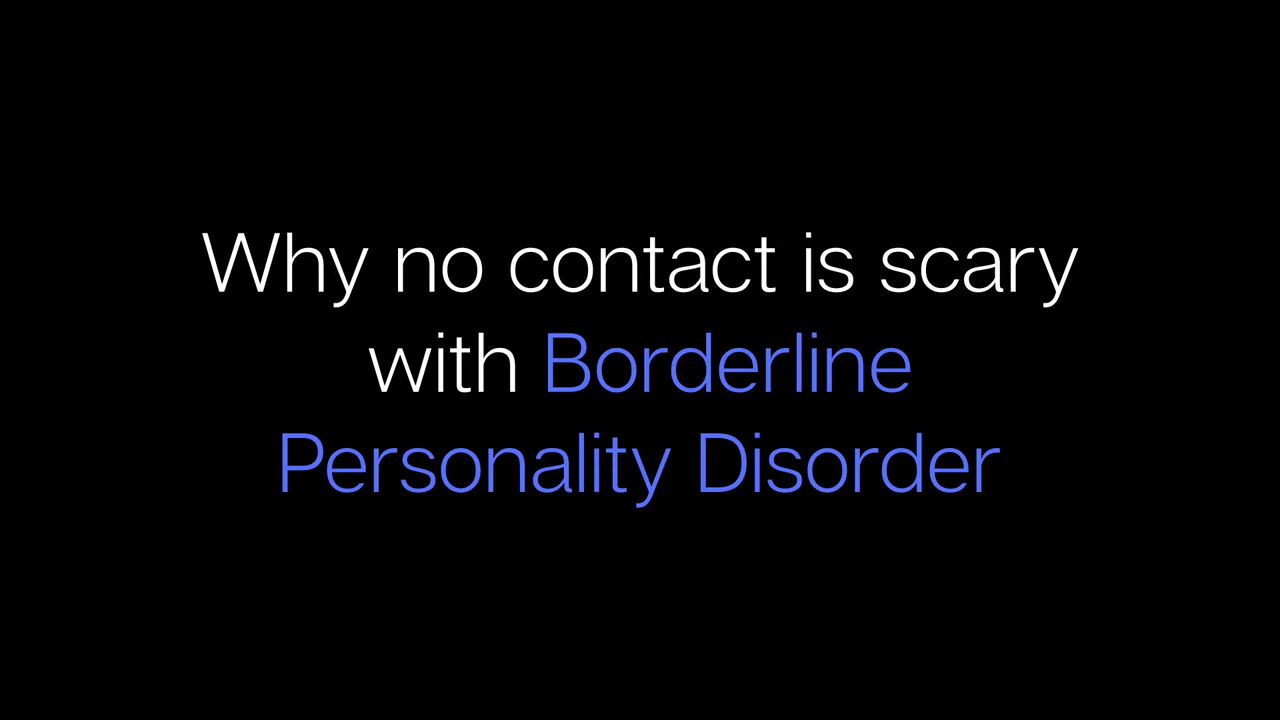 Why no contact is scary
with Borderline
Personality Disorder